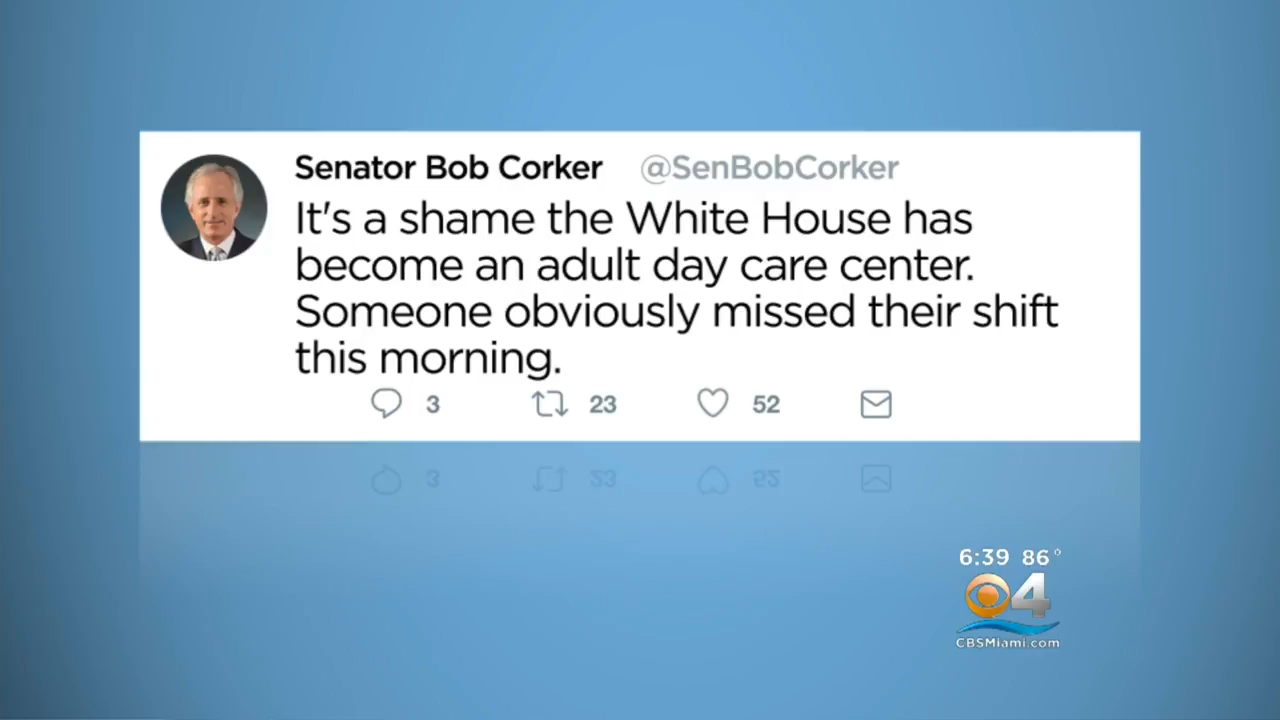 Senator Bob Corker @SenBobCorker
It's a shame the White House has
become an adult day care center.
Someone obviously missed their shift
this morning.
3 23 52
6:39 86°
4
CBSMiami.com